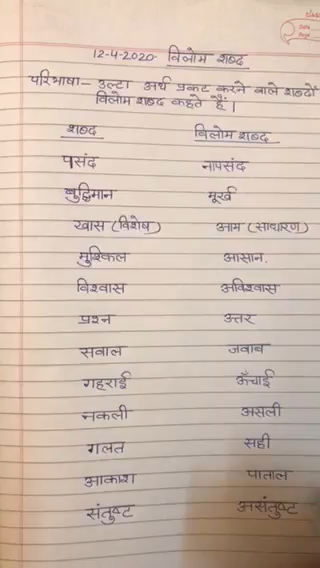 12-4-2020- विलोम शब्द
परिभाषा - उल्टा अर्थ प्रकट करने वाले शब्दों
विलोम शब्द कहते हैं।
शब्द विलोम शब्द
पसंद नापसंद
बुद्धिमान मूर्ख
खास (विशेष) आम (साधारण)
मुश्किल आसान.
विश्वास अविश्वास
प्रश्न उत्तर
सवाल जवाब
गहराई ऊँचाई
नकली असली
गलत सही
आकाश पाताल
संतुष्ट असंतुष्ट